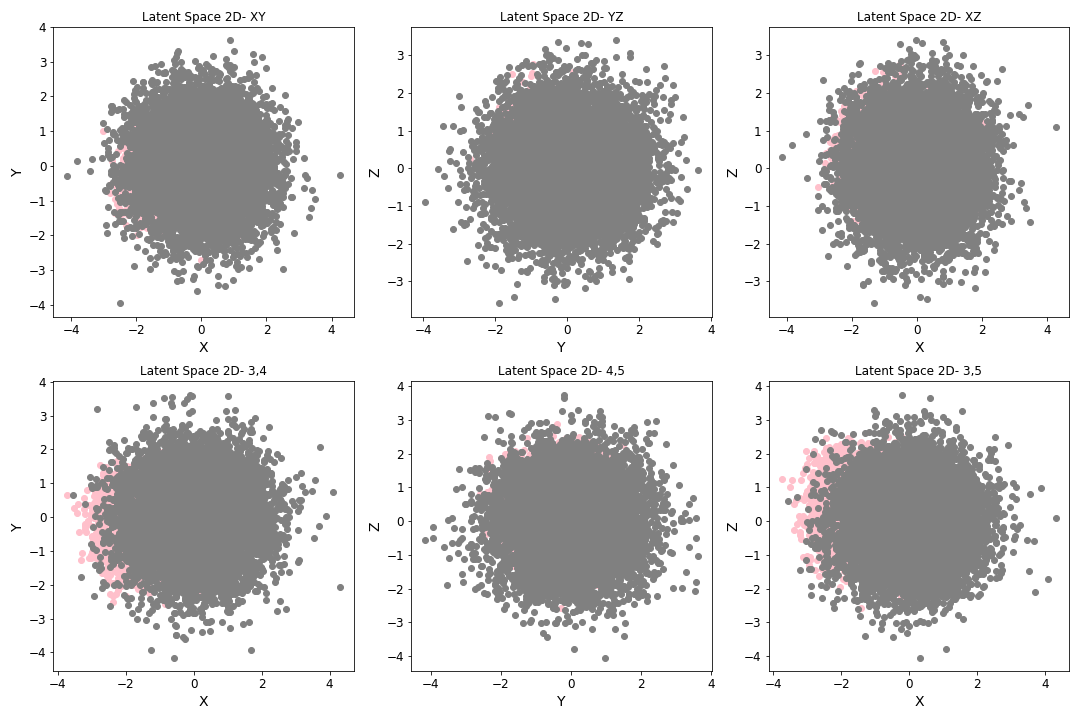 Latent Space 2D- XY
4
3
2
1
0
−1
−2
−3
−4
Y
−4 −2 0 2 4
X
Latent Space 2D- YZ
3
2
1
0
−1
−2
−3
Z
−4 −2 0 2 4
Y
Latent Space 2D- XZ
3
2
1
0
−1
−2
−3
Z
−4 −2 0 2 4
X
Latent Space 2D- 3,4
4
3
2
1
0
−1
−2
−3
−4
Y
−4 −2 0 2 4
X
Latent Space 2D- 4,5
4
3
2
1
0
−1
−2
−3
−4
Z
−4 −2 0 2 4
Y
Latent Space 2D- 3,5
4
3
2
1
0
−1
−2
−3
−4
Z
−4 −2 0 2 4
X